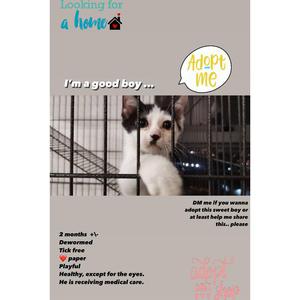 Looking for
a home
Adopt
me
I'm a good boy ...
DM me if you wanna
adopt this sweet boy or
at least help me share
this.. please
2 months +\-
Dewormed
Tick free
❤️ paper
Playful
Healthy, except for the eyes.
He is receiving medical care.
adopt